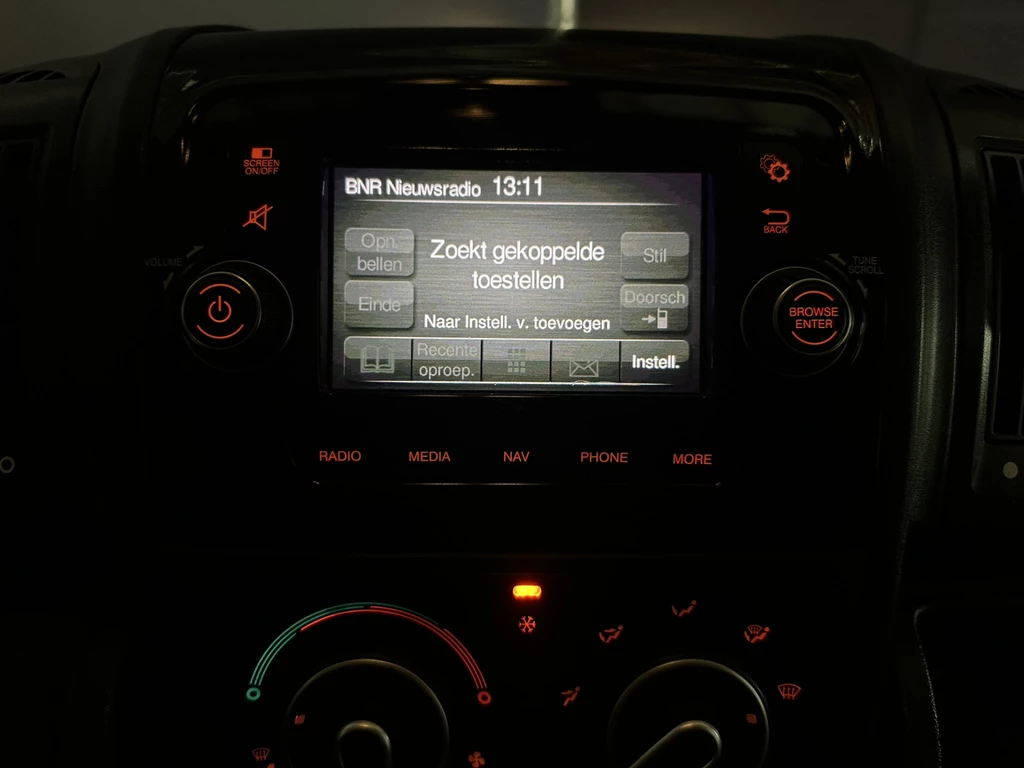 SCREEN
ON/OFF
BNR Nieuwsradio 13:11
BACK
VOLUME
TUNE
SCROLL
Opn.
bellen
Zoekt gekoppelde
toestellen
Stil
Einde
Doorsch
Naar Instell. v. toevoegen
BROWSE
ENTER
Recente
oproep.
Instell.
RADIO MEDIA NAV PHONE MORE